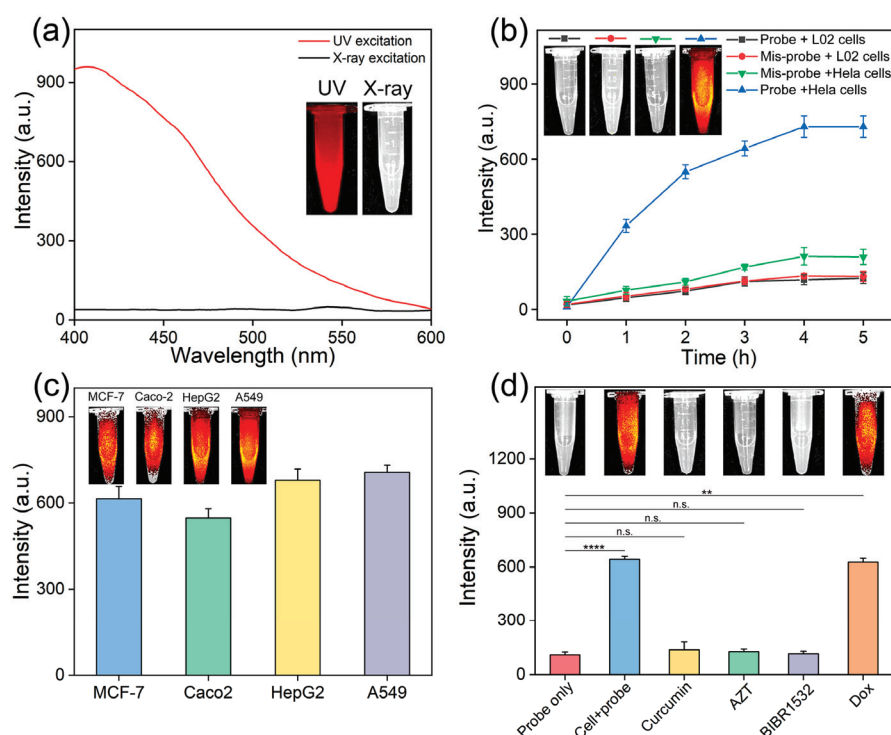 (a)
UV excitation
X-ray excitation
UV X-ray
Intensity (a.u.)
900
600
300
0
400 450 500 550 600
Wavelength (nm)
(b)
Probe + L02 cells
Mis-probe + L02 cells
Mis-probe +Hela cells
Probe +Hela cells
Intensity (a.u.)
900
600
300
0
0 1 2 3 4 5
Time (h)
(c)
MCF-7 Caco-2 HepG2 A549
Intensity (a.u.)
900
600
300
0
MCF-7 Caco2 HepG2 A549
(d)
Intensity (a.u.)
1200
900
600
300
0
**
n.s.
n.s.
n.s.
****
Probe only Cell+probe Curcumin AZT BIBR1532 Dox